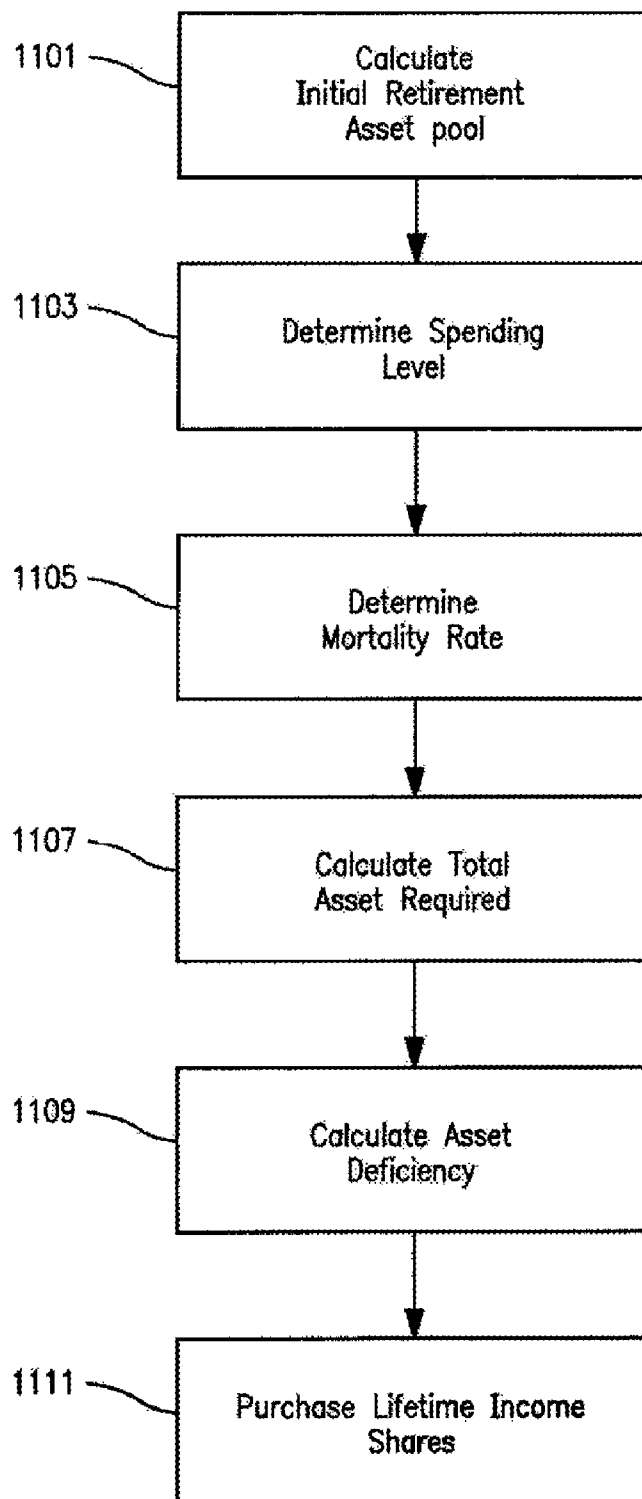 1101
Calculate
Initial Retirement
Asset pool
1103
Determine Spending
Level
1105
Determine
Mortality Rate
1107
Calculate Total
Asset Required
1109
Calculate Asset
Deficiency
1111
Purchase Lifetime Income
Shares